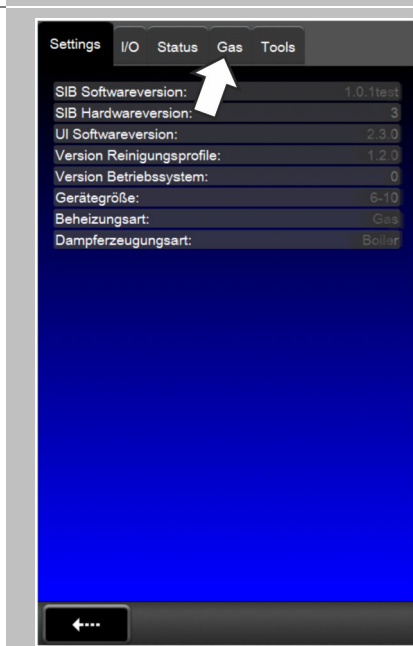 Settings I/O Status Gas Tools
SIB Softwareversion: 1.0.1test
SIB Hardwareversion: 3
UI Softwareversion: 2.3.0
Version Reinigungsprofile: 1.2.0
Version Betriebssystem: 0
Gerätegröße: 6-10
Beheizungsart: Gas
Dampferzeugungsart: Boiler